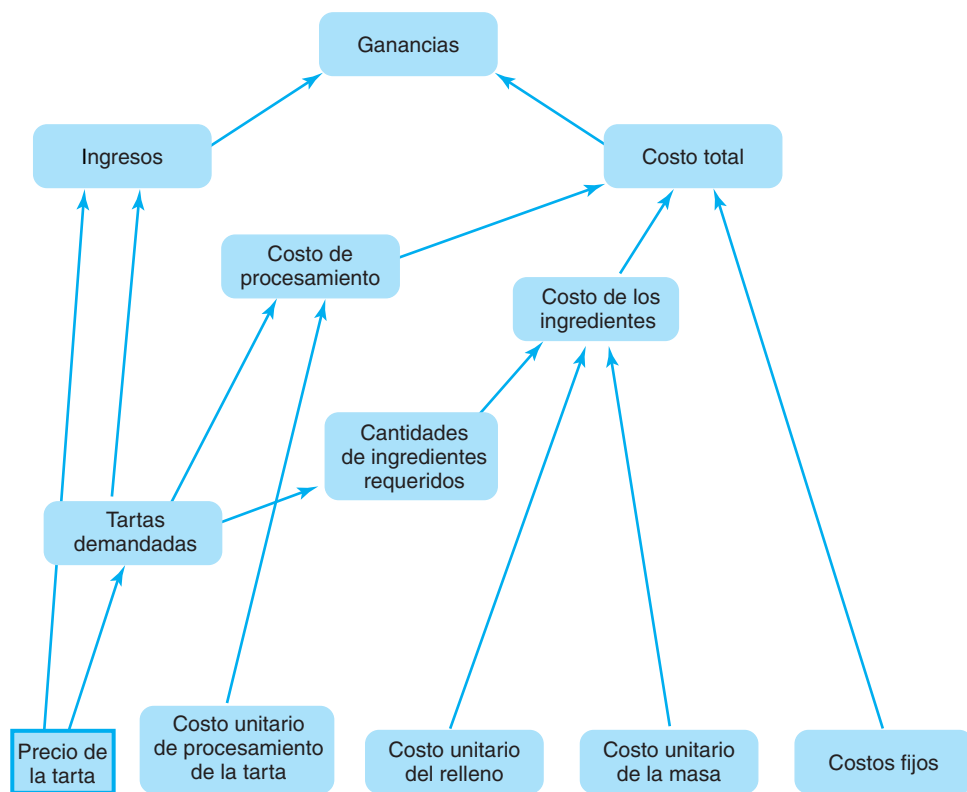 Ganancias
Ingresos
Costo total
Costo de
procesamiento
Costo de los
ingredientes
Cantidades
de ingredientes
requeridos
Tartas
demandadas
Precio de
la tarta
Costo unitario
de procesamiento
de la tarta
Costo unitario
del relleno
Costo unitario
de la masa
Costos fijos